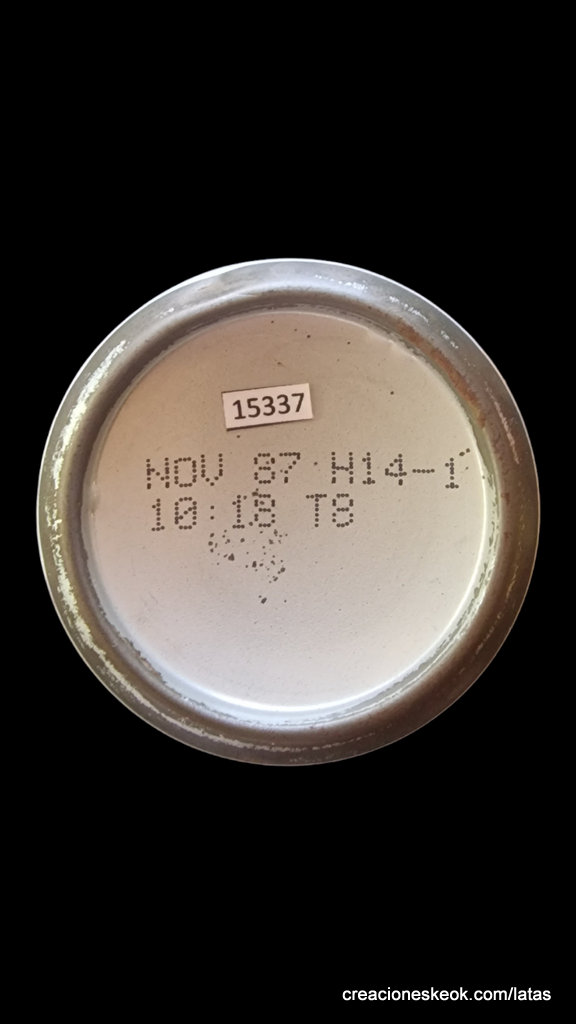 15337
NOV 87 H14-1
10:18 T8
creacioneskeok.com/latas